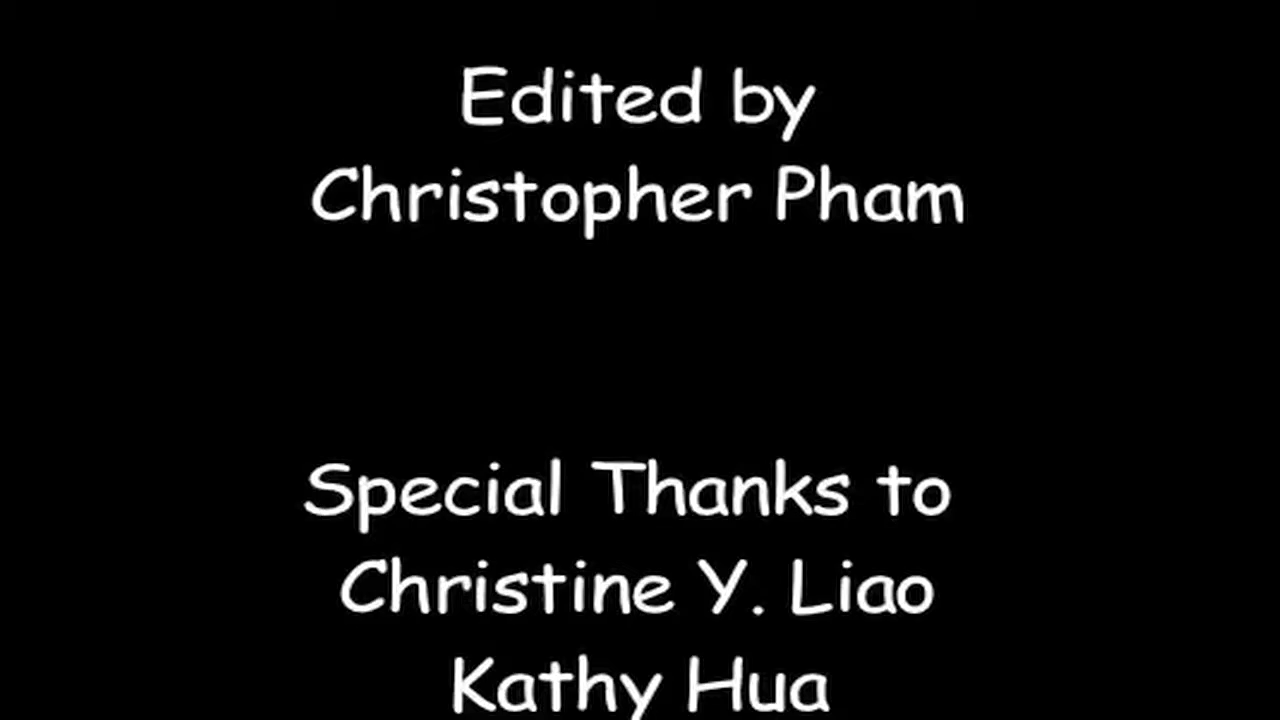 Edited by
Christopher Pham
Special Thanks to
Christine Y. Liao
Kathy Hua